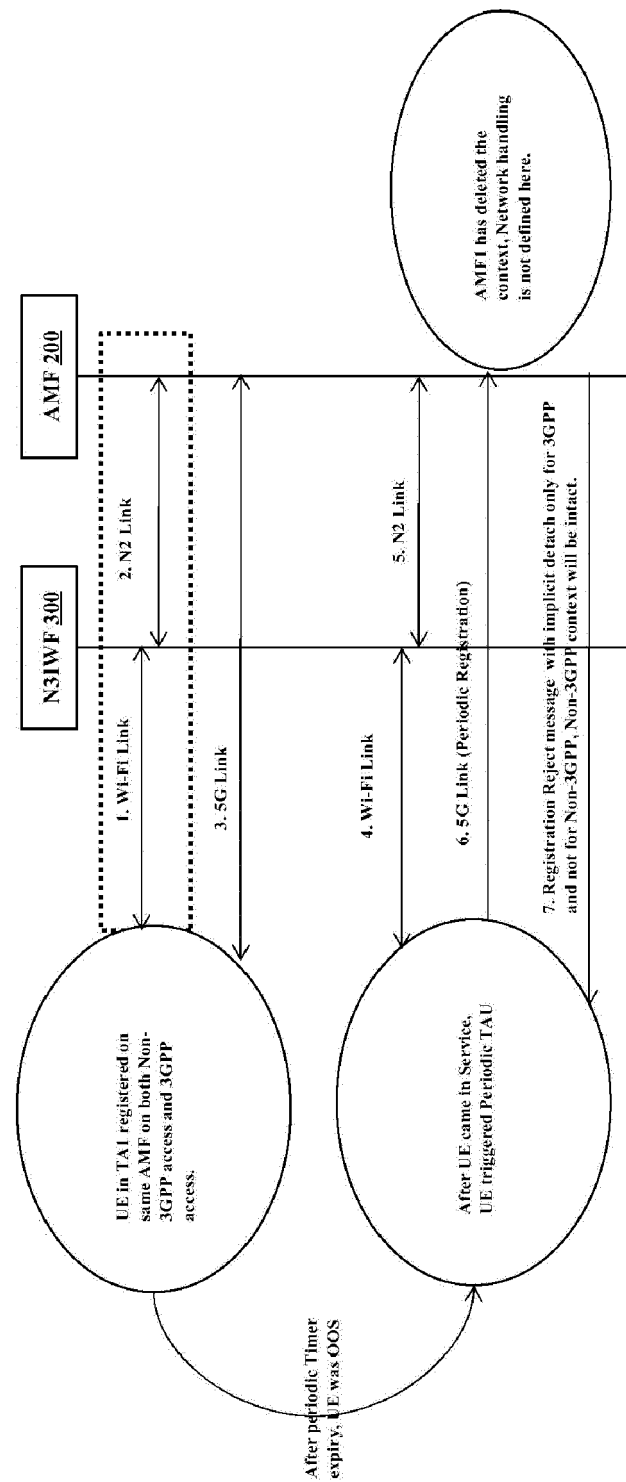 N3IWF 300
AMF 200
UE in TA1 registered on
same AMF on both Non-
3GPP access and 3GPP
access.
1. Wi-Fi Link
2. N2 Link
3. 5G Link
After periodic Timer
expiry, UE was OOS
After UE came in Service,
UE triggered Periodic TAU
4. Wi-Fi Link
5. N2 Link
6. 5G Link (Periodic Registration)
AMF1 has deleted the
context, Network handling
is not defined here.
7. Registration Reject message with implicit detach only for 3GPP
and not for Non-3GPP, Non-3GPP context will be intact.